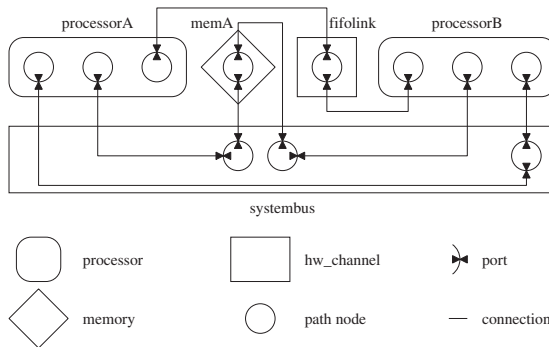 processorA
memA
fifolink
processorB
systembus
processor
hw_channel
port
memory
path node
connection